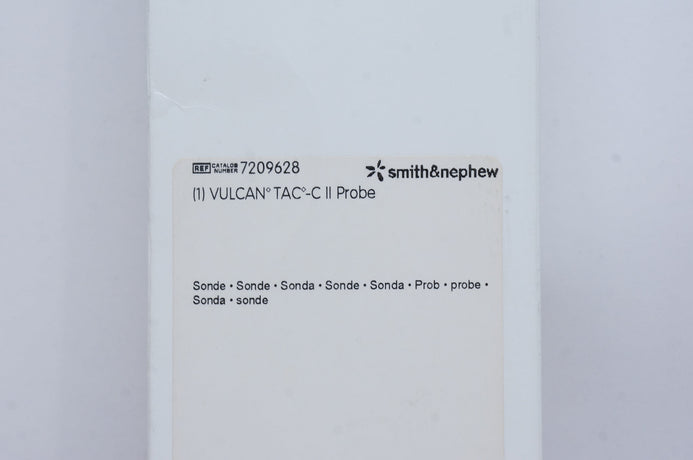 REF CATALOG NUMBER 7209628
smith&nephew
(1) VULCAN° TAC°-C II Probe
Sonde • Sonde • Sonda • Sonde • Sonda • Prob • probe •
Sonda • sonde